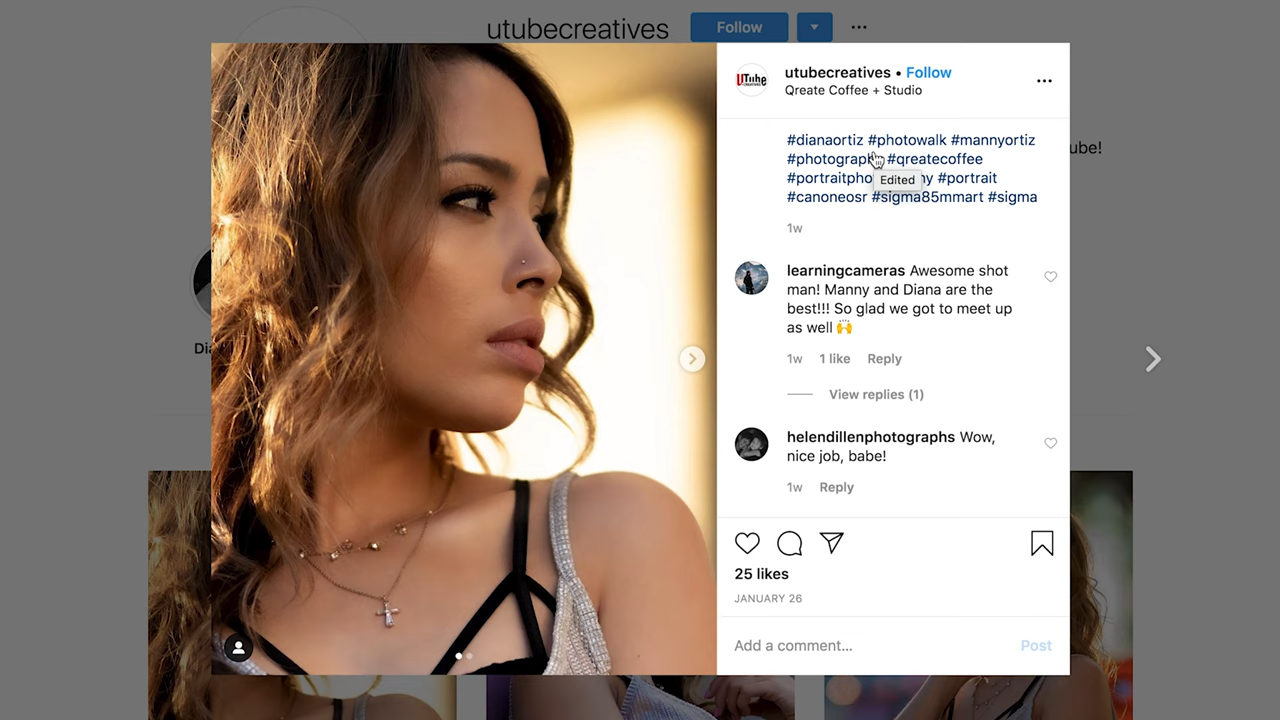 utubecreatives Follow
utubecreatives • Follow
UTube
Qreate Coffee + Studio
#dianaortiz #photowalk #mannyortiz
#photograph #qreatecoffee
#portraitpho ny #portrait
Edited
#canoneosr #sigma85mmart #sigma
ube!
1w
learningcameras Awesome shot
man! Manny and Diana are the
best!!! So glad we got to meet up
as well 🙌
1w 1 like Reply
View replies (1)
Di
helendillenphotographs Wow,
nice job, babe!
1w Reply
25 likes
JANUARY 26
Add a comment... Post